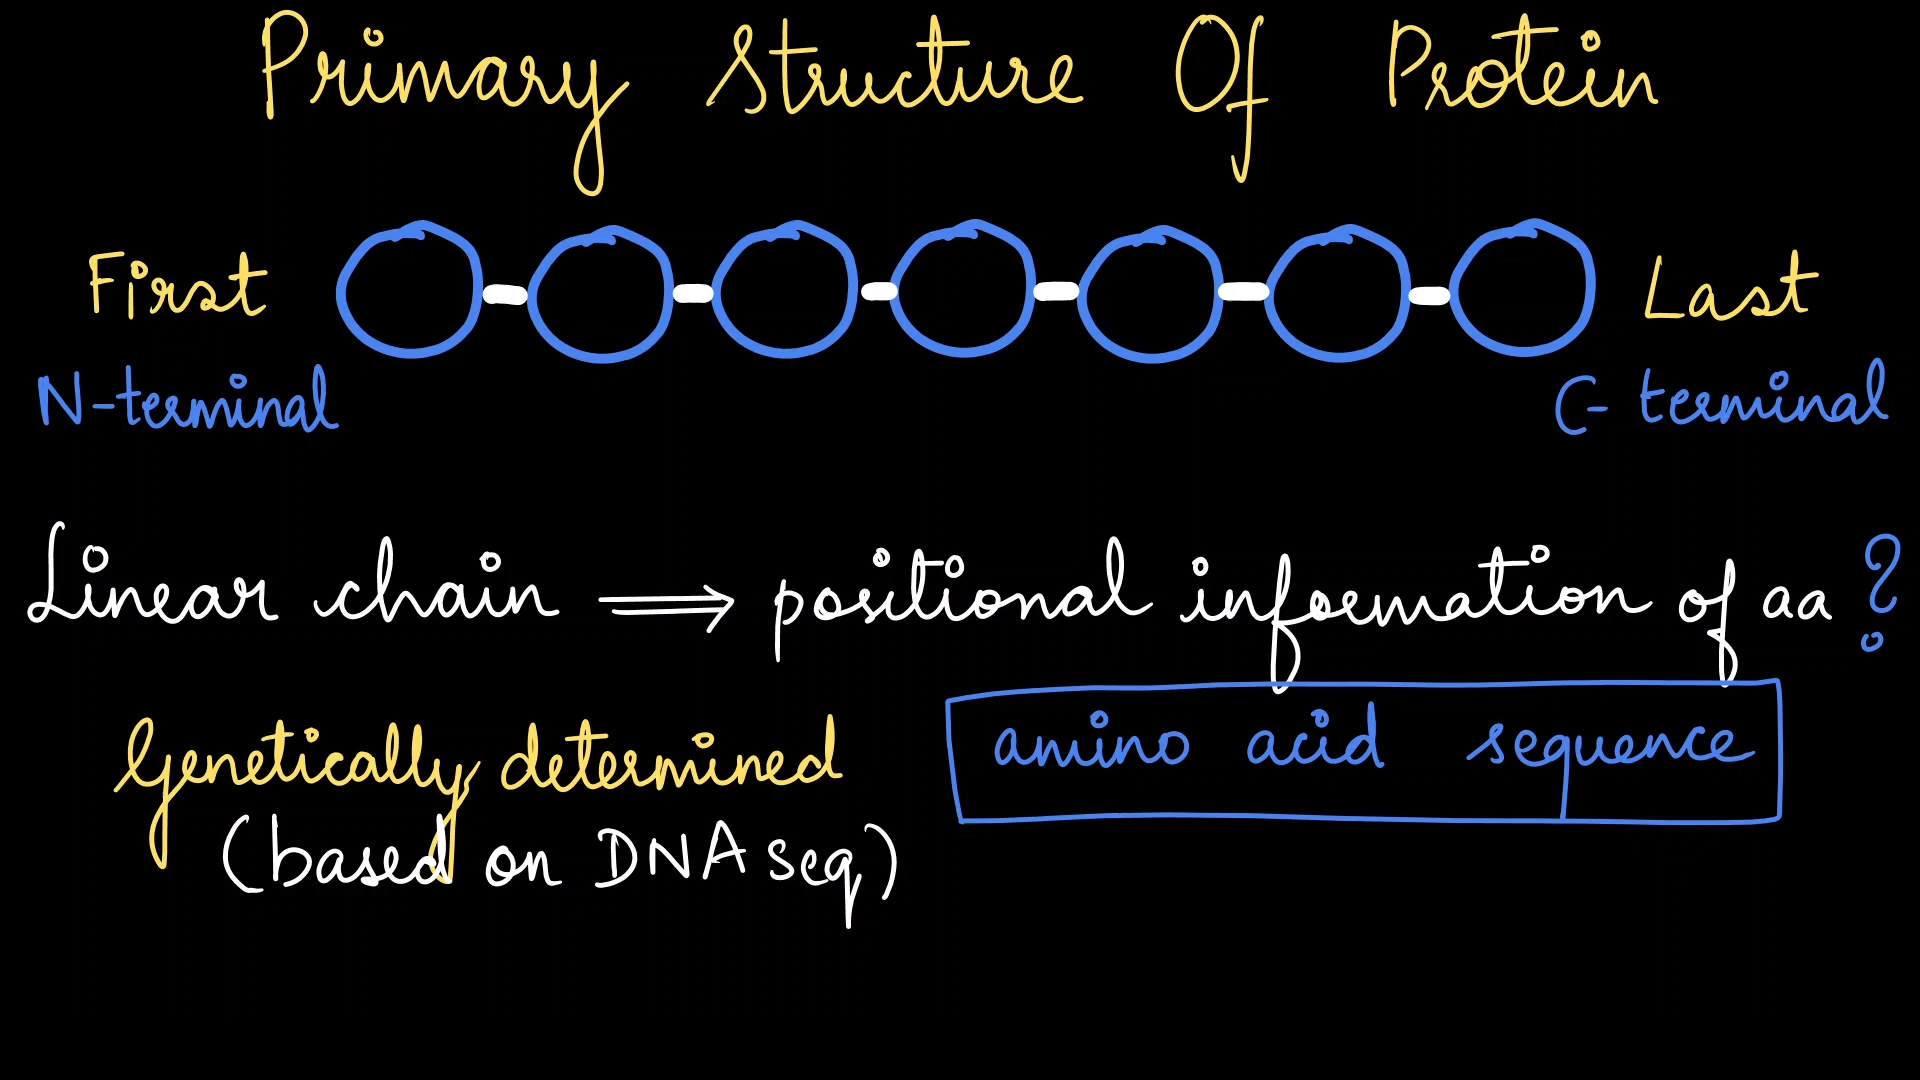 Primary Structure Of Protein
First Last
N-terminal C-terminal
Linear chain ⟹ positional information of aa ?
amino acid sequence
Genetically determined
(based on DNA seq)